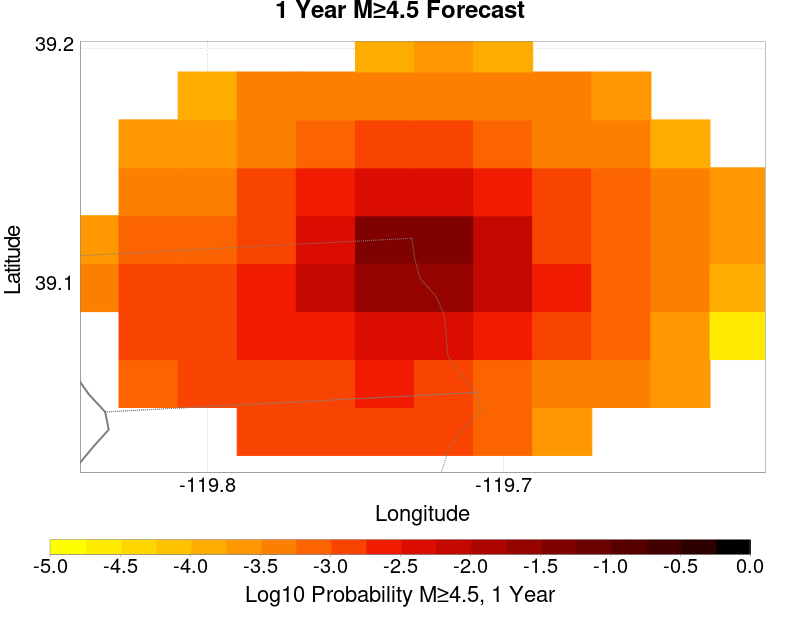 1 Year M≥4.5 Forecast
39.2
39.1
Latitude
-119.8 -119.7
Longitude
-5.0 -4.5 -4.0 -3.5 -3.0 -2.5 -2.0 -1.5 -1.0 -0.5 0.0
Log10 Probability M≥4.5, 1 Year